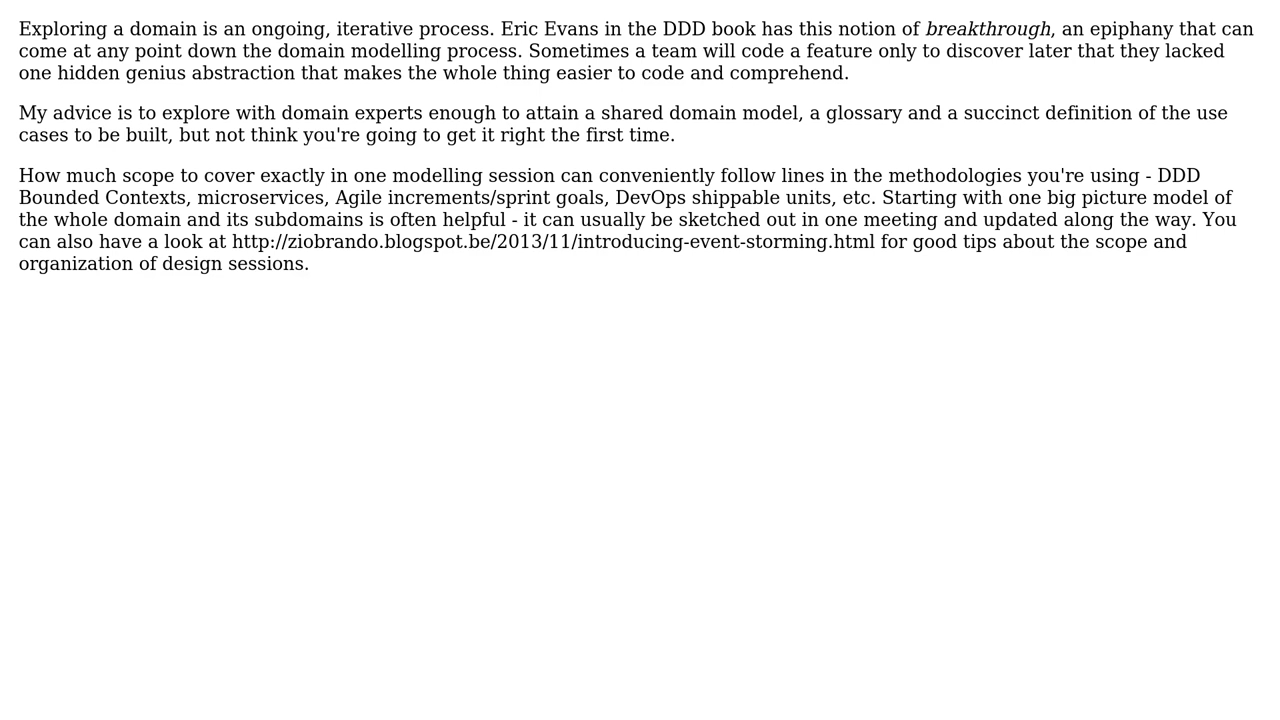 Exploring a domain is an ongoing, iterative process. Eric Evans in the DDD book has this notion of breakthrough, an epiphany that can
come at any point down the domain modelling process. Sometimes a team will code a feature only to discover later that they lacked
one hidden genius abstraction that makes the whole thing easier to code and comprehend.
My advice is to explore with domain experts enough to attain a shared domain model, a glossary and a succinct definition of the use
cases to be built, but not think you're going to get it right the first time.
How much scope to cover exactly in one modelling session can conveniently follow lines in the methodologies you're using - DDD
Bounded Contexts, microservices, Agile increments/sprint goals, DevOps shippable units, etc. Starting with one big picture model of
the whole domain and its subdomains is often helpful - it can usually be sketched out in one meeting and updated along the way. You
can also have a look at http://ziobrando.blogspot.be/2013/11/introducing-event-storming.html for good tips about the scope and
organization of design sessions.